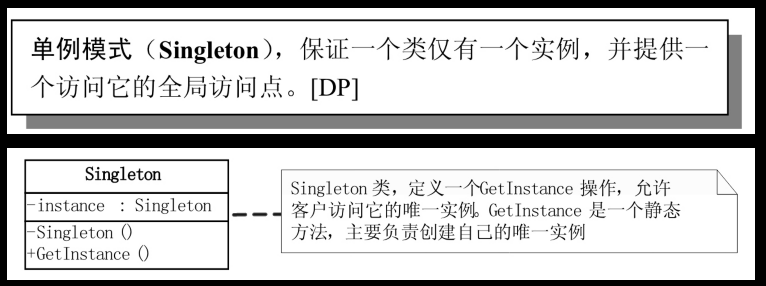 单例模式（Singleton），保证一个类仅有一个实例，并提供一
个访问它的全局访问点。[DP]
Singleton
-instance : Singleton
-Singleton()
+GetInstance()
Singleton 类，定义一个GetInstance 操作，允许
客户访问它的唯一实例。GetInstance 是一个静态
方法，主要负责创建自己的唯一实例